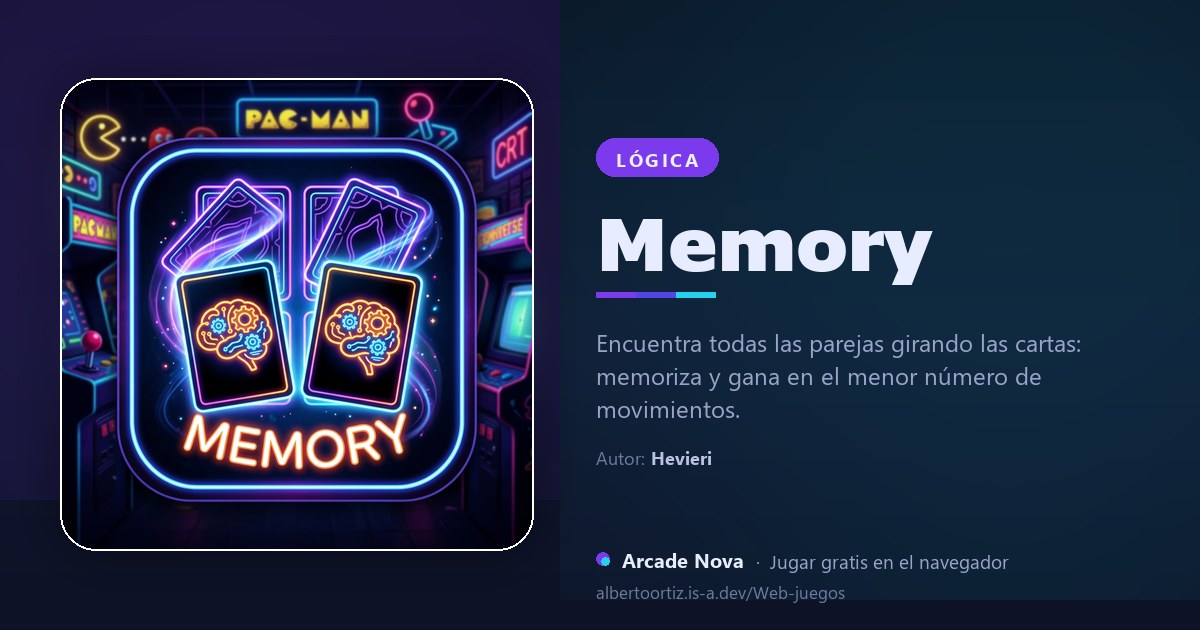 PAC-MAN
CRT
PACMAN
MEMORY
LÓGICA
Memory
Encuentra todas las parejas girando las cartas:
memoriza y gana en el menor número de
movimientos.
Autor: Hevieri
Arcade Nova · Jugar gratis en el navegador
albertoortiz.is-a.dev/Web-juegos